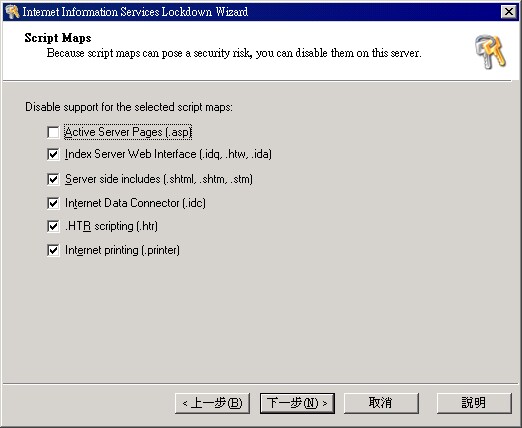 Internet Information Services Lockdown Wizard
Script Maps
Because script maps can pose a security risk, you can disable them on this server.
Disable support for the selected script maps:
Active Server Pages (.asp)
Index Server Web Interface (.idq, .htw, .ida)
Server side includes (.shtml, .shtm, .stm)
Internet Data Connector (.idc)
.HTR scripting (.htr)
Internet printing (.printer)
< 上一步(B) 下一步(N) > 取消 說明